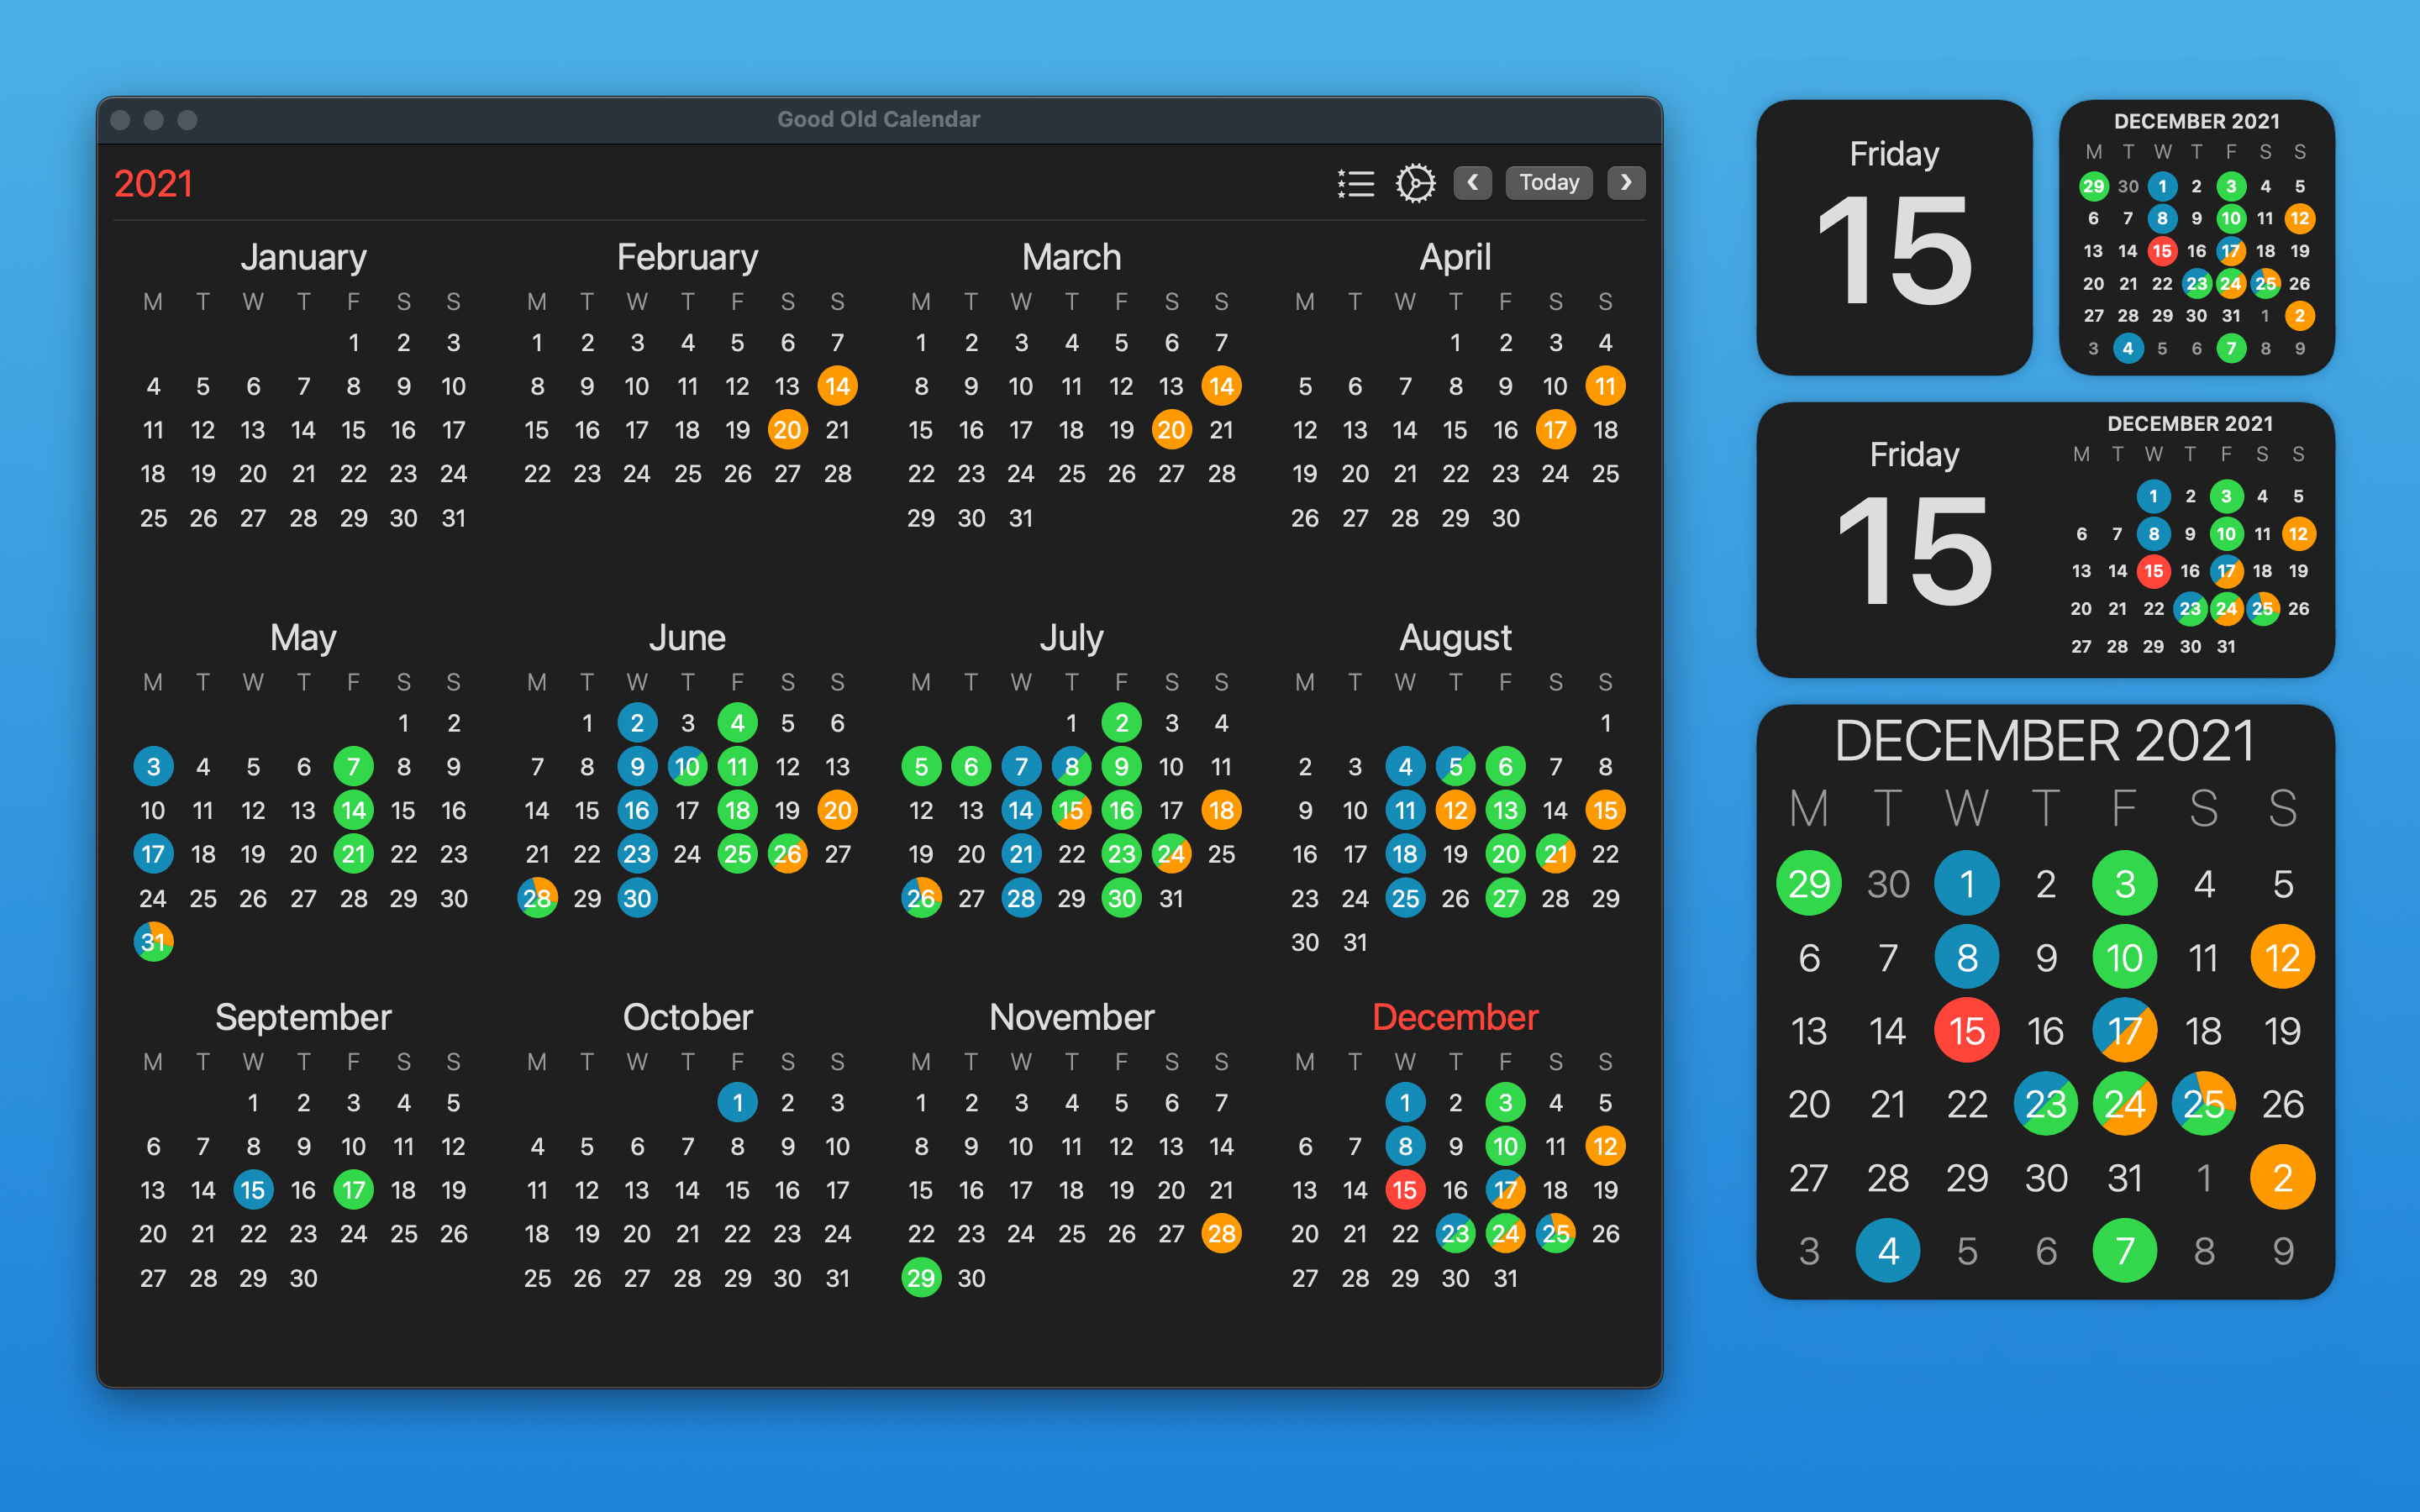 Good Old Calendar
2021
Today
January February March April
M T W T F S S M T W T F S S M T W T F S S M T W T F S S
1 2 3 1 2 3 4 5 6 7 1 2 3 4 5 6 7 1 2 3 4
4 5 6 7 8 9 10 8 9 10 11 12 13 14 8 9 10 11 12 13 14 5 6 7 8 9 10 11
11 12 13 14 15 16 17 15 16 17 18 19 20 21 15 16 17 18 19 20 21 12 13 14 15 16 17 18
18 19 20 21 22 23 24 22 23 24 25 26 27 28 22 23 24 25 26 27 28 19 20 21 22 23 24 25
25 26 27 28 29 30 31 29 30 31 26 27 28 29 30
May June July August
M T W T F S S M T W T F S S M T W T F S S M T W T F S S
1 2 1 2 3 4 5 6 1 2 3 4 1
3 4 5 6 7 8 9 7 8 9 10 11 12 13 5 6 7 8 9 10 11 2 3 4 5 6 7 8
10 11 12 13 14 15 16 14 15 16 17 18 19 20 12 13 14 15 16 17 18 9 10 11 12 13 14 15
17 18 19 20 21 22 23 21 22 23 24 25 26 27 19 20 21 22 23 24 25 16 17 18 19 20 21 22
24 25 26 27 28 29 30 28 29 30 26 27 28 29 30 31 23 24 25 26 27 28 29
31 30 31
September October November December
M T W T F S S M T W T F S S M T W T F S S M T W T F S S
1 2 3 4 5 1 2 3 1 2 3 4 5 6 7 1 2 3 4 5
6 7 8 9 10 11 12 4 5 6 7 8 9 10 8 9 10 11 12 13 14 6 7 8 9 10 11 12
13 14 15 16 17 18 19 11 12 13 14 15 16 17 15 16 17 18 19 20 21 13 14 15 16 17 18 19
20 21 22 23 24 25 26 18 19 20 21 22 23 24 22 23 24 25 26 27 28 20 21 22 23 24 25 26
27 28 29 30 25 26 27 28 29 30 31 29 30 27 28 29 30 31
Friday
15
DECEMBER 2021
M T W T F S S
29 30 1 2 3 4 5
6 7 8 9 10 11 12
13 14 15 16 17 18 19
20 21 22 23 24 25 26
27 28 29 30 31 1 2
3 4 5 6 7 8 9
Friday
15
DECEMBER 2021
M T W T F S S
1 2 3 4 5
6 7 8 9 10 11 12
13 14 15 16 17 18 19
20 21 22 23 24 25 26
27 28 29 30 31
DECEMBER 2021
M T W T F S S
29 30 1 2 3 4 5
6 7 8 9 10 11 12
13 14 15 16 17 18 19
20 21 22 23 24 25 26
27 28 29 30 31 1 2
3 4 5 6 7 8 9